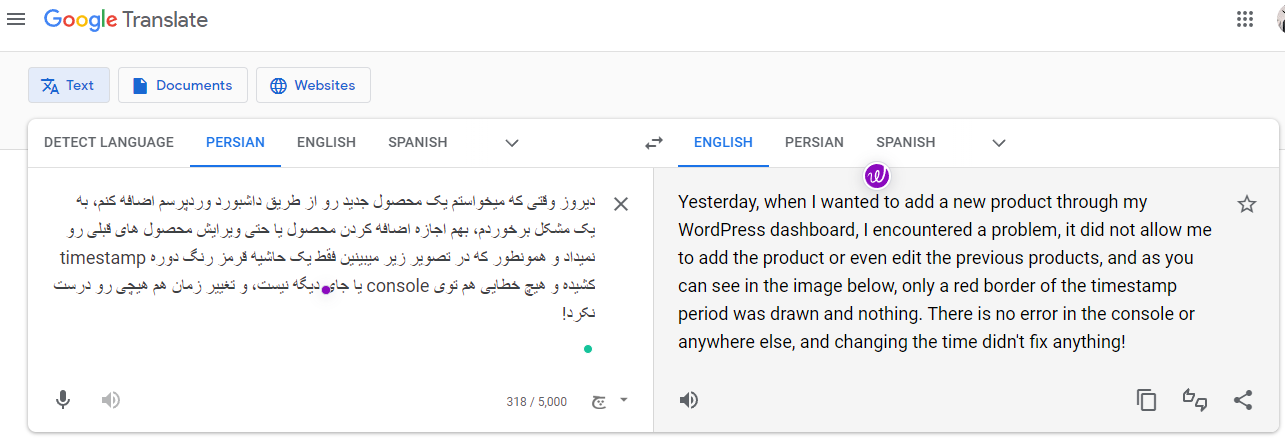 Google Translate
Text
Documents
Websites
DETECT LANGUAGE
PERSIAN
ENGLISH
SPANISH
ENGLISH
PERSIAN
SPANISH
دیروز وقتی که میخواستم یک محصول جدید رو از طریق داشبورد وردپرسم اضافه کنم، به
یک مشکل برخوردم، بهم اجازه اضافه کردن محصول یا حتی ویرایش محصول های قبلی رو
نمیداد و همونطور که در تصویر زیر میبینین فقط یک حاشیه قرمز رنگ دوره timestamp
کشیده و هیچ خطایی هم توی console یا جای دیگه نیست، و تغییر زمان هم هیچی رو درست
نکرد!
318 / 5,000
Yesterday, when I wanted to add a new product through my
WordPress dashboard, I encountered a problem, it did not allow me
to add the product or even edit the previous products, and as you
can see in the image below, only a red border of the timestamp
period was drawn and nothing. There is no error in the console or
anywhere else, and changing the time didn't fix anything!